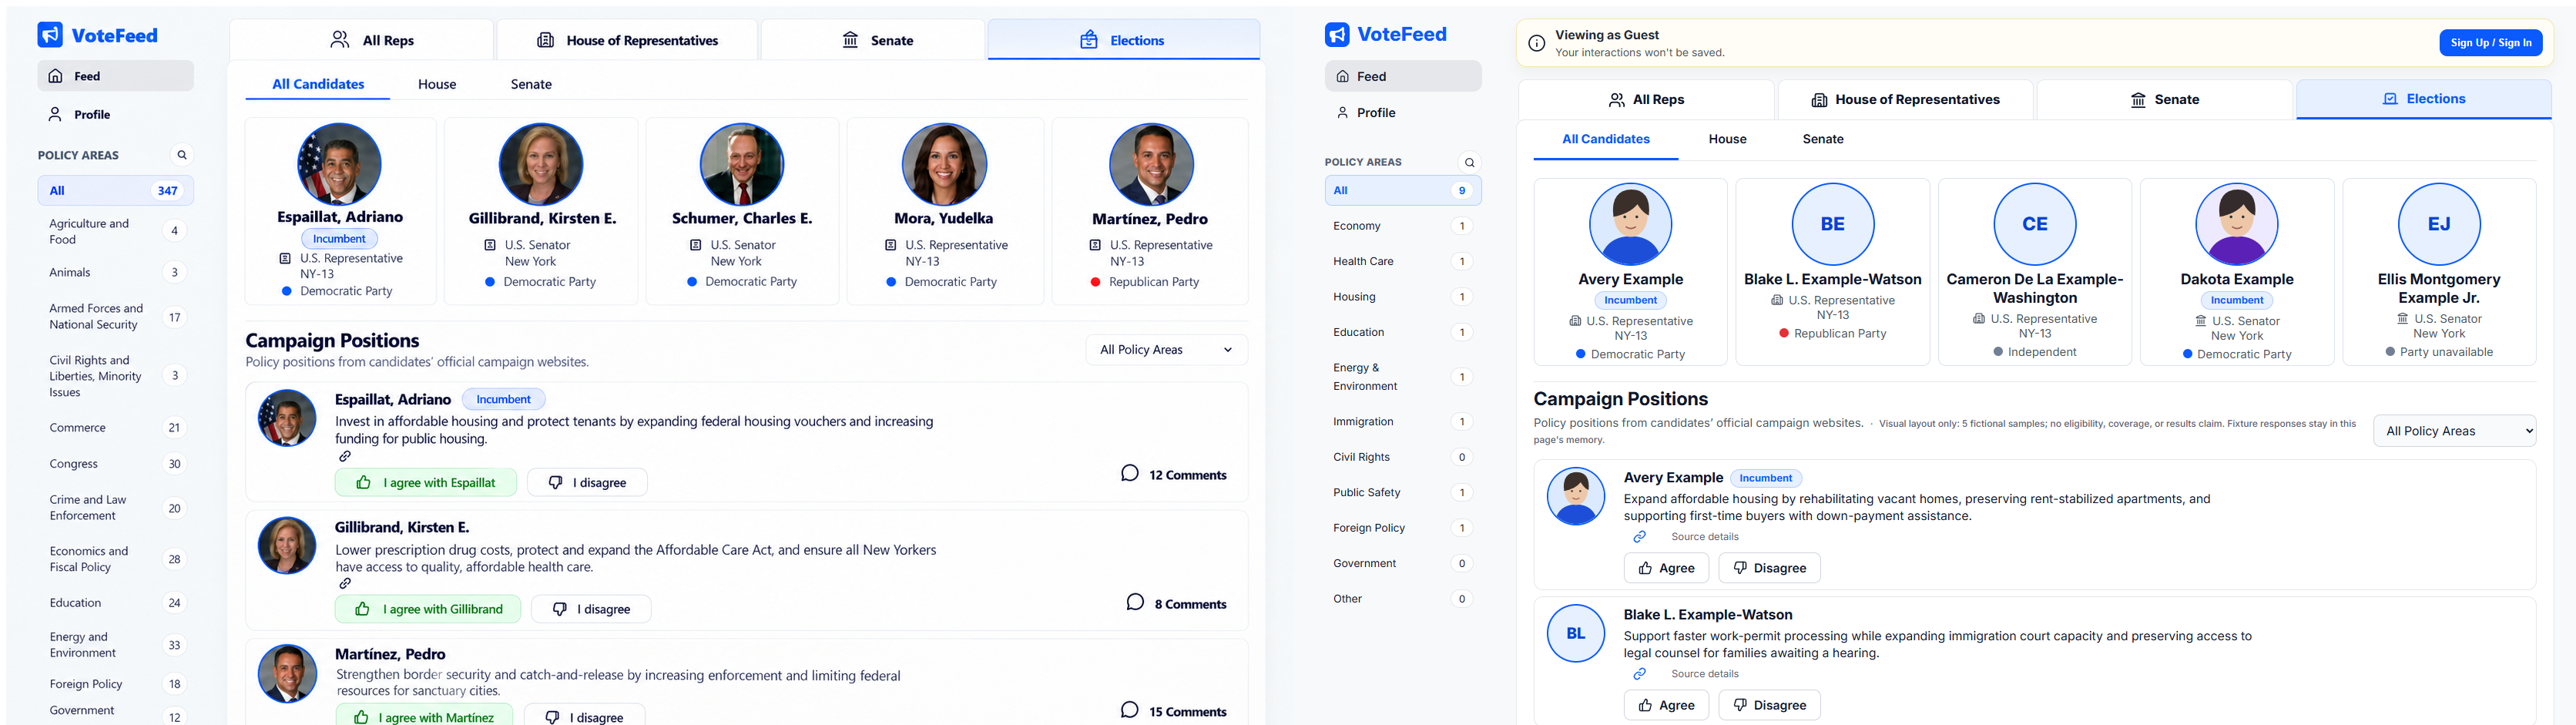 VoteFeed
Feed
Profile
POLICY AREAS
All 347
Agriculture and
Food 4
Animals 3
Armed Forces and
National Security 17
Civil Rights and
Liberties, Minority
Issues 3
Commerce 21
Congress 30
Crime and Law
Enforcement 20
Economics and
Fiscal Policy 28
Education 24
Energy and
Environment 33
Foreign Policy 18
Government 12
All Reps
House of Representatives
Senate
Elections
All Candidates
House
Senate
Espaillat, Adriano
Incumbent
U.S. Representative
NY-13
Democratic Party
Gillibrand, Kirsten E.
U.S. Senator
New York
Democratic Party
Schumer, Charles E.
U.S. Senator
New York
Democratic Party
Mora, Yudelka
U.S. Representative
NY-13
Democratic Party
Martínez, Pedro
U.S. Representative
NY-13
Republican Party
Campaign Positions
Policy positions from candidates' official campaign websites.
All Policy Areas
Espaillat, Adriano Incumbent
Invest in affordable housing and protect tenants by expanding federal housing vouchers and increasing
funding for public housing.
I agree with Espaillat
I disagree
12 Comments
Gillibrand, Kirsten E.
Lower prescription drug costs, protect and expand the Affordable Care Act, and ensure all New Yorkers
have access to quality, affordable health care.
I agree with Gillibrand
I disagree
8 Comments
Martínez, Pedro
Strengthen border security and catch-and-release by increasing enforcement and limiting federal
resources for sanctuary cities.
I agree with Martínez
I disagree
15 Comments
VoteFeed
Feed
Profile
POLICY AREAS
All 9
Economy 1
Health Care 1
Housing 1
Education 1
Energy &
Environment 1
Immigration 1
Civil Rights 0
Public Safety 1
Foreign Policy 1
Government 0
Other 0
Viewing as Guest
Your interactions won't be saved.
Sign Up / Sign In
All Reps
House of Representatives
Senate
Elections
All Candidates
House
Senate
Avery Example
Incumbent
U.S. Representative
NY-13
Democratic Party
BE
Blake L. Example-Watson
U.S. Representative
NY-13
Republican Party
CE
Cameron De La Example-
Washington
U.S. Representative
NY-13
Independent
Dakota Example
Incumbent
U.S. Senator
New York
Democratic Party
EJ
Ellis Montgomery
Example Jr.
U.S. Senator
New York
Party unavailable
Campaign Positions
Policy positions from candidates' official campaign websites. · Visual layout only: 5 fictional samples; no eligibility, coverage, or results claim. Fixture responses stay in this
page's memory.
All Policy Areas
Avery Example Incumbent
Expand affordable housing by rehabilitating vacant homes, preserving rent-stabilized apartments, and
supporting first-time buyers with down-payment assistance.
Source details
Agree
Disagree
BL
Blake L. Example-Watson
Support faster work-permit processing while expanding immigration court capacity and preserving access to
legal counsel for families awaiting a hearing.
Source details
Agree
Disagree